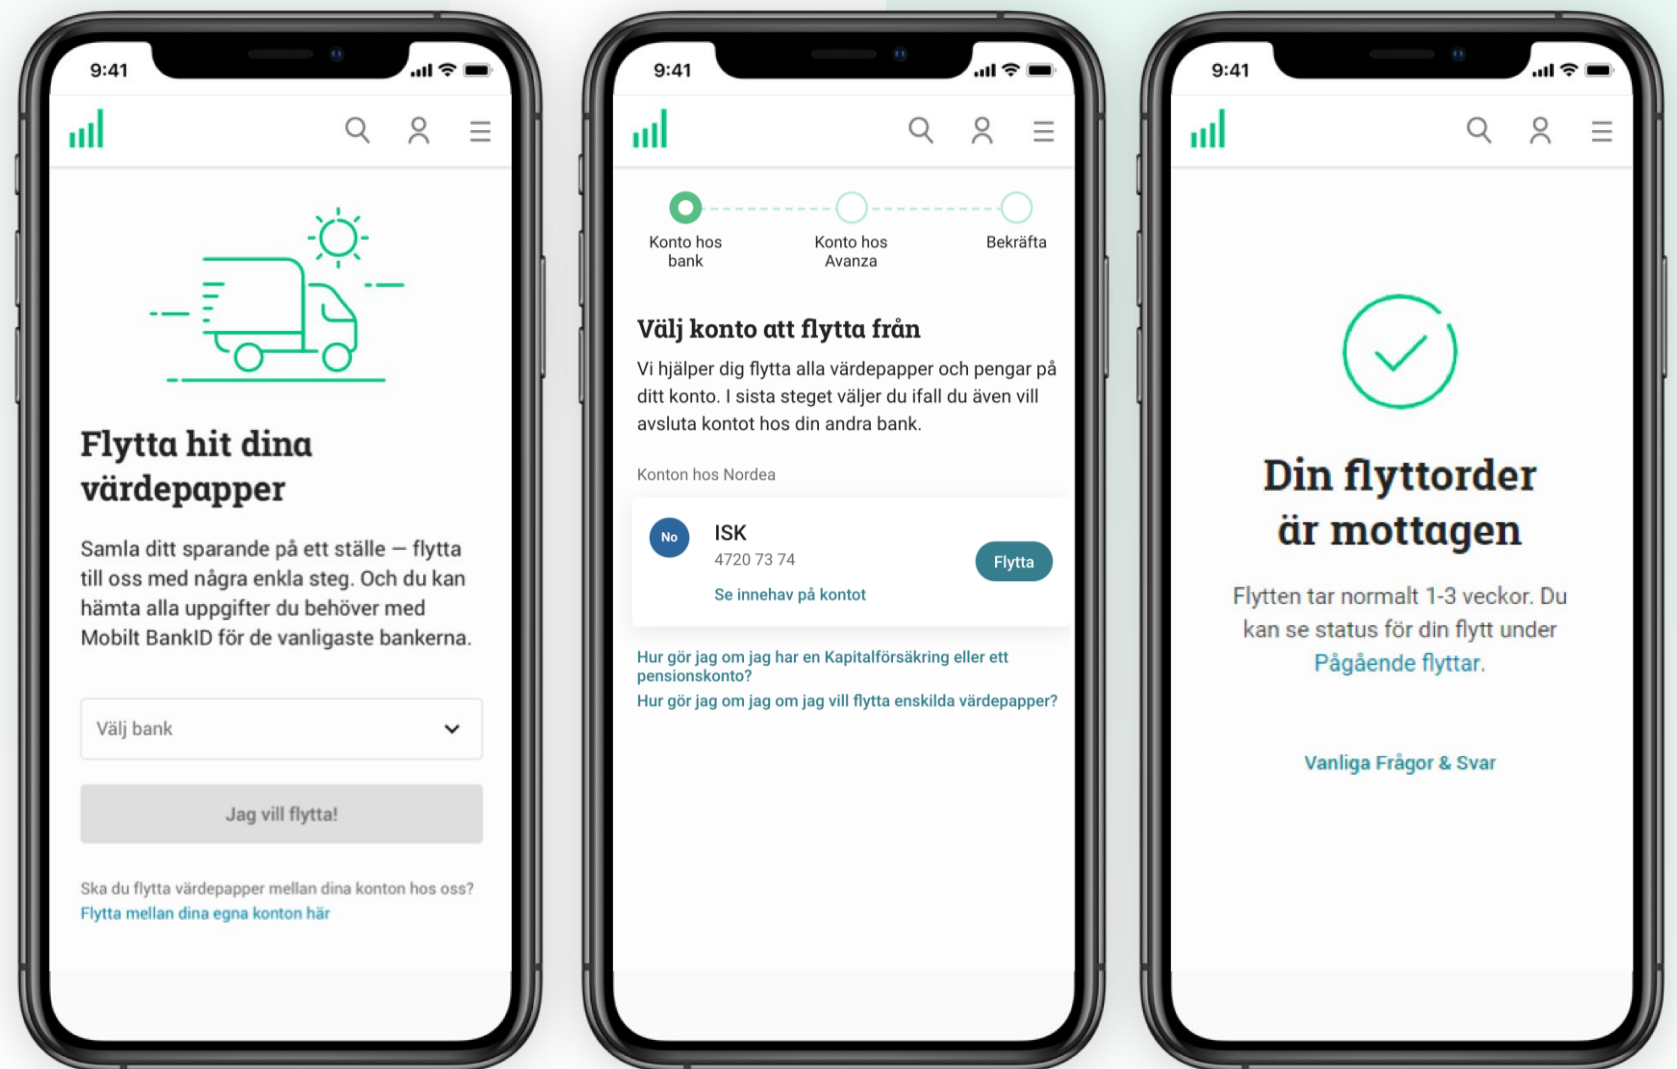 9:41
Flytta hit dina
värdepapper
Samla ditt sparande på ett ställe – flytta
till oss med några enkla steg. Och du kan
hämta alla uppgifter du behöver med
Mobilt BankID för de vanligaste bankerna.
Välj bank
Jag vill flytta!
Ska du flytta värdepapper mellan dina konton hos oss?
Flytta mellan dina egna konton här
9:41
Konto hos
bank
Konto hos
Avanza
Bekräfta
Välj konto att flytta från
Vi hjälper dig flytta alla värdepapper och pengar på
ditt konto. I sista steget väljer du ifall du även vill
avsluta kontot hos din andra bank.
Konton hos Nordea
No
ISK
4720 73 74
Flytta
Se innehav på kontot
Hur gör jag om jag har en Kapitalförsäkring eller ett
pensionskonto?
Hur gör jag om jag om jag vill flytta enskilda värdepapper?
9:41
Din flyttorder
är mottagen
Flytten tar normalt 1-3 veckor. Du
kan se status för din flytt under
Pågående flyttar.
Vanliga Frågor & Svar